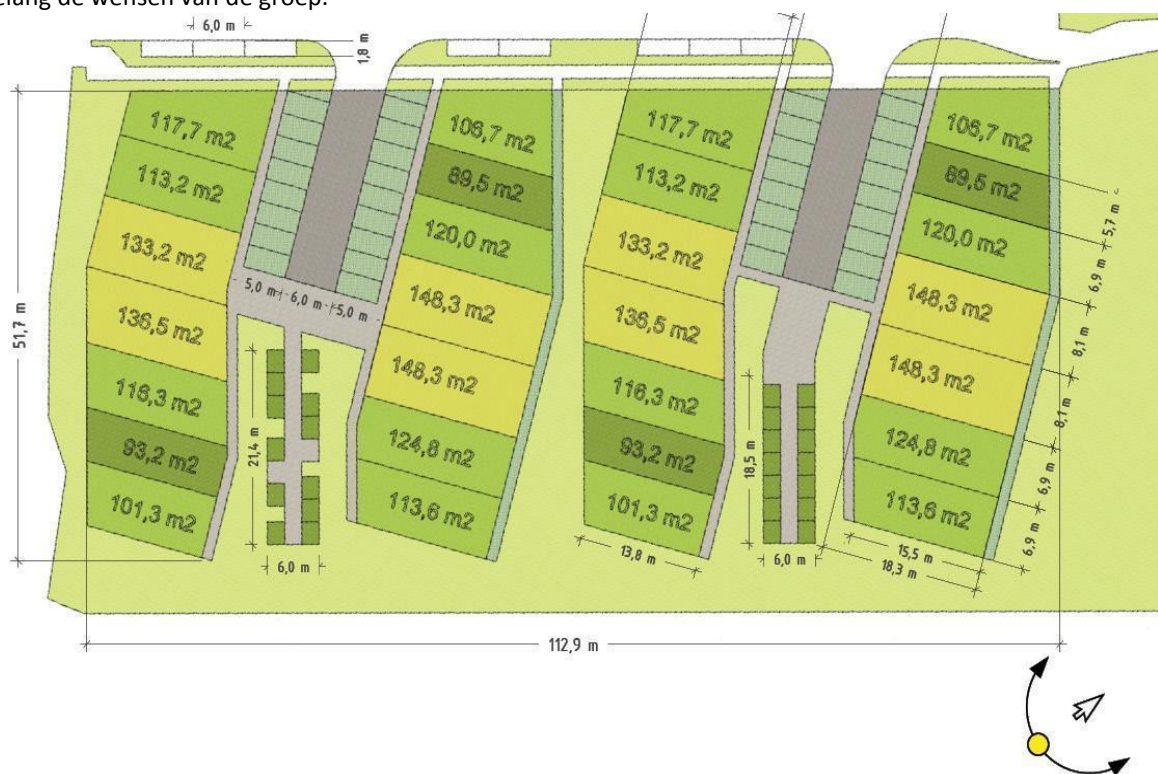 elang de wensen van de groep.
6,0 m
1,8 m
51,7 m
117,7 m2
113,2 m2
133,2 m2
136,5 m2
116,3 m2
93,2 m2
101,3 m2
5,0 m
6,0 m
5,0 m
21,4 m
6,0 m
106,7 m2
89,5 m2
120,0 m2
148,3 m2
148,3 m2
124,8 m2
113,6 m2
117,7 m2
113,2 m2
133,2 m2
136,5 m2
116,3 m2
93,2 m2
101,3 m2
13,8 m
18,5 m
6,0 m
106,7 m2
89,5 m2
120,0 m2
148,3 m2
148,3 m2
124,8 m2
113,6 m2
5,7 m
6,9 m
8,1 m
8,1 m
6,9 m
6,9 m
15,5 m
18,3 m
112,9 m